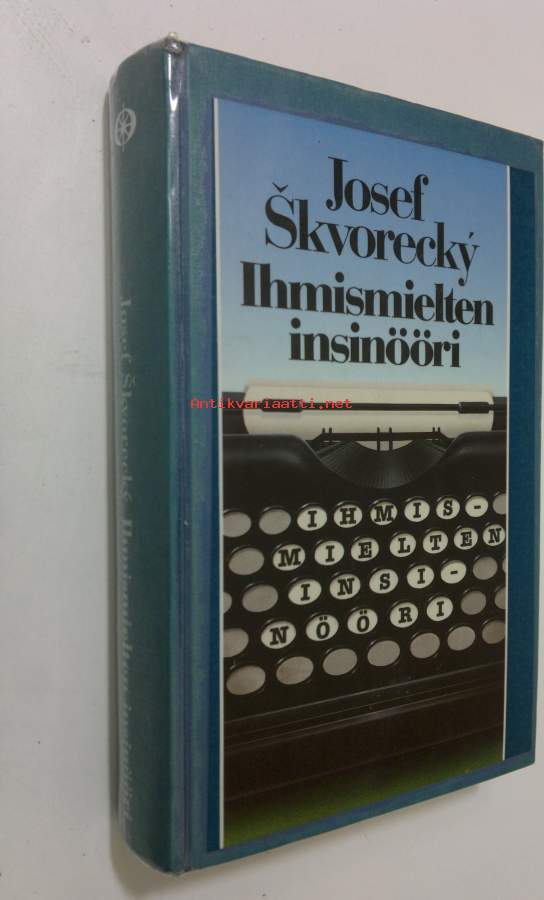 Josef
Škvorecký
Ihmismielten
insinööri
Antikvariaatti.net
IHMIS-
MIELTEN
INSI-
NÖÖRI
Josef Škvorecký Ihmismielten insinööri